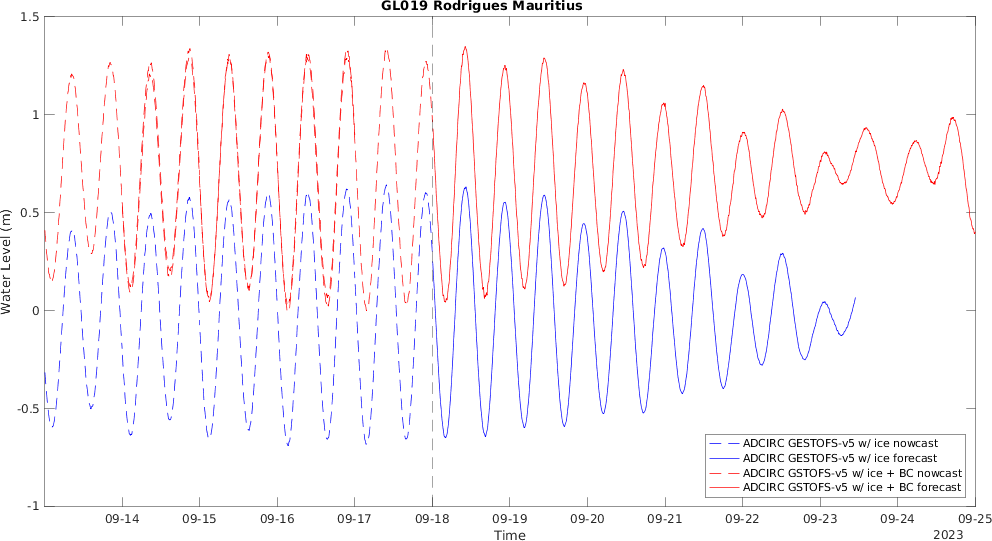 GL019 Rodrigues Mauritius
1.5
1
0.5
0
-0.5
-1
Water Level (m)
ADCIRC GESTOFS-v5 w/ ice nowcast
ADCIRC GESTOFS-v5 w/ ice forecast
ADCIRC GSTOFS-v5 w/ ice + BC nowcast
ADCIRC GSTOFS-v5 w/ ice + BC forecast
09-14 09-15 09-16 09-17 09-18 09-19 09-20 09-21 09-22 09-23 09-24 09-25
Time
2023